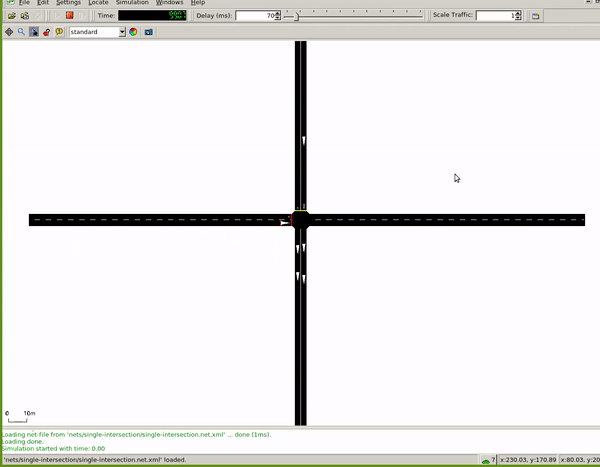 File Edit Settings Locate Simulation Windows Help
Time: Delay (ms): 70 Scale Traffic: 1
standard
0 10m
Loading net-file from 'nets/single-intersection/single-intersection.net.xml' ... done (1ms).
Loading done.
Simulation started with time: 0.00
'nets/single-intersection/single-intersection.net.xml' loaded. 7 x:230.03, y:170.89 x:80.03, y:20